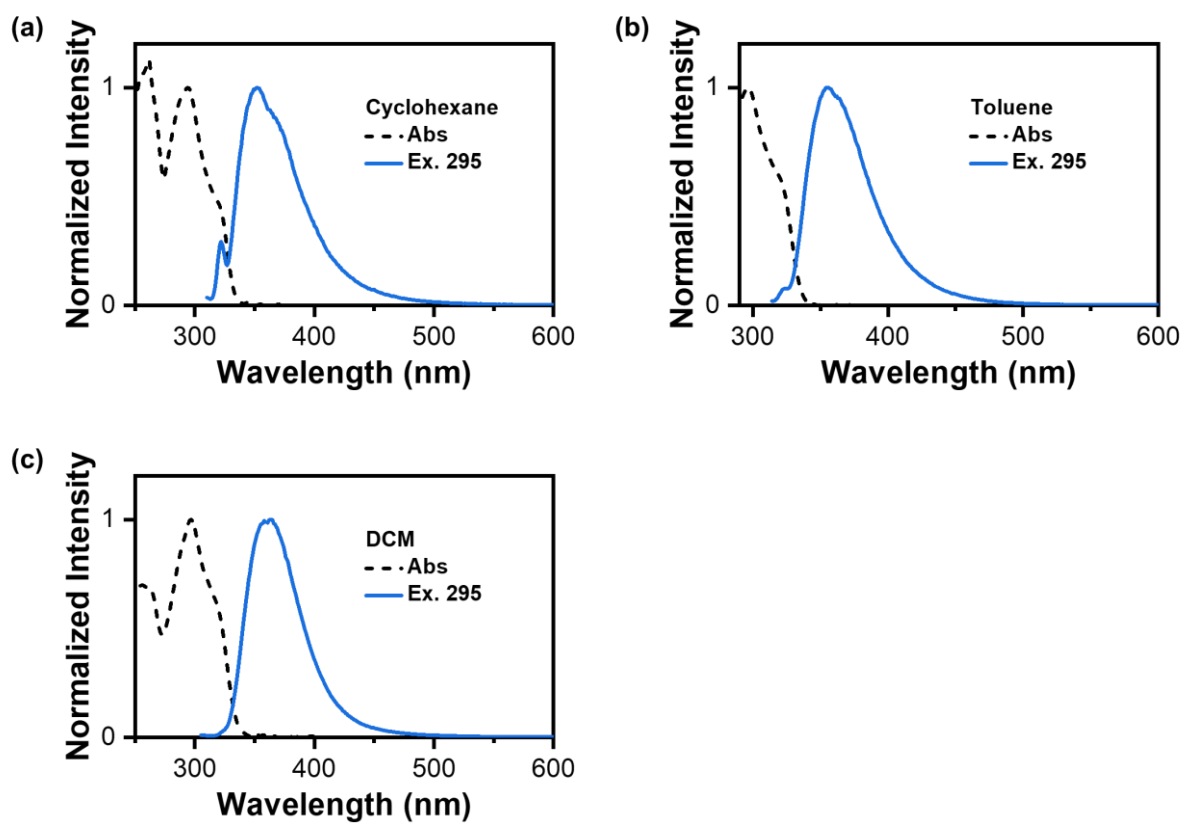 (a)
Normalized Intensity
1
0
Cyclohexane
Abs
Ex. 295
300 400 500 600
Wavelength (nm)
(b)
Normalized Intensity
1
0
Toluene
Abs
Ex. 295
300 400 500 600
Wavelength (nm)
(c)
Normalized Intensity
1
0
DCM
Abs
Ex. 295
300 400 500 600
Wavelength (nm)